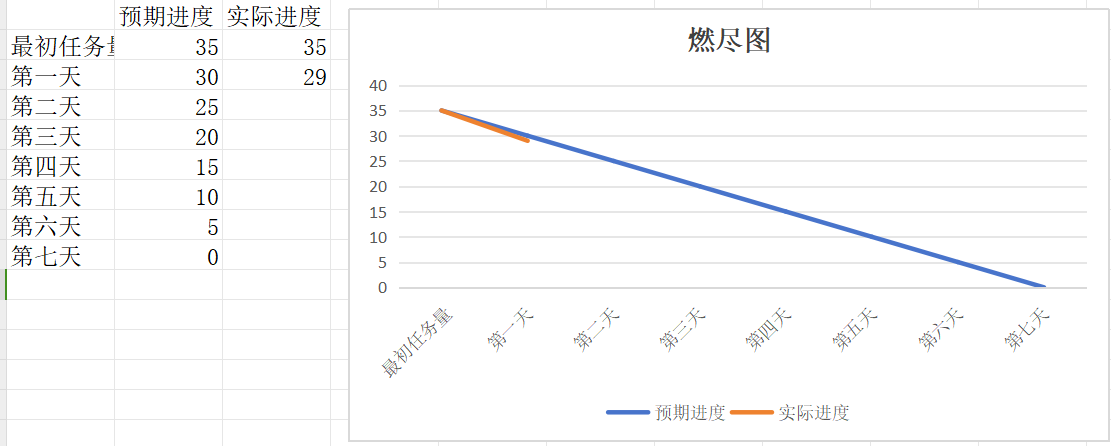 预期进度 实际进度
最初任务量 35 35
第一天 30 29
第二天 25
第三天 20
第四天 15
第五天 10
第六天 5
第七天 0
燃尽图
40
35
30
25
20
15
10
5
0
最初任务量 第一天 第二天 第三天 第四天 第五天 第六天 第七天
预期进度 实际进度